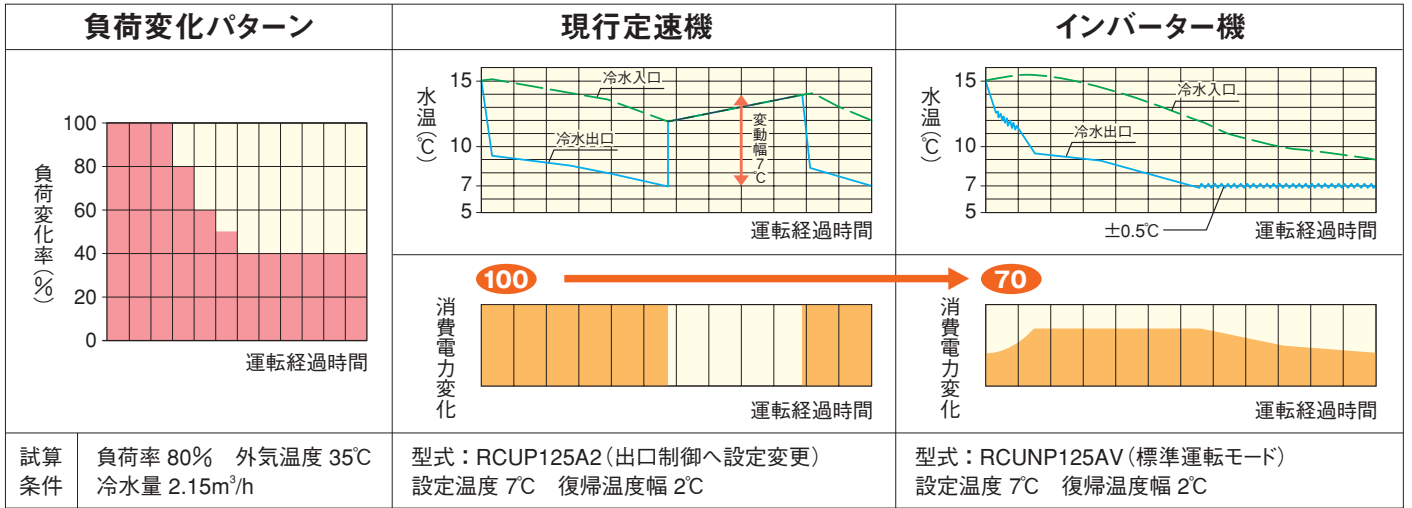 負荷変化パターン
現行定速機
インバーター機
負荷変化率(%)
100
80
60
40
20
0
運転経過時間
水温(℃)
15
10
7
5
冷水入口
冷水出口
変動幅7℃
運転経過時間
水温(℃)
15
10
7
5
冷水入口
冷水出口
±0.5℃
運転経過時間
100
消費電力変化
運転経過時間
70
消費電力変化
運転経過時間
試算
条件
負荷率 80% 外気温度 35℃
冷水量 2.15m³/h
型式：RCUP125A2（出口制御へ設定変更）
設定温度 7℃ 復帰温度幅 2℃
型式：RCUNP125AV（標準運転モード）
設定温度 7℃ 復帰温度幅 2℃